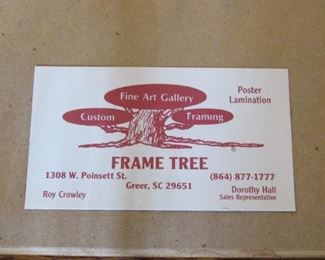 Fine Art Gallery
Poster
Lamination
Custom
Framing
FRAME TREE
1308 W. Poinsett St.
(864) 877-1777
Greer, SC 29651
Roy Crowley
Dorothy Hall
Sales Representative